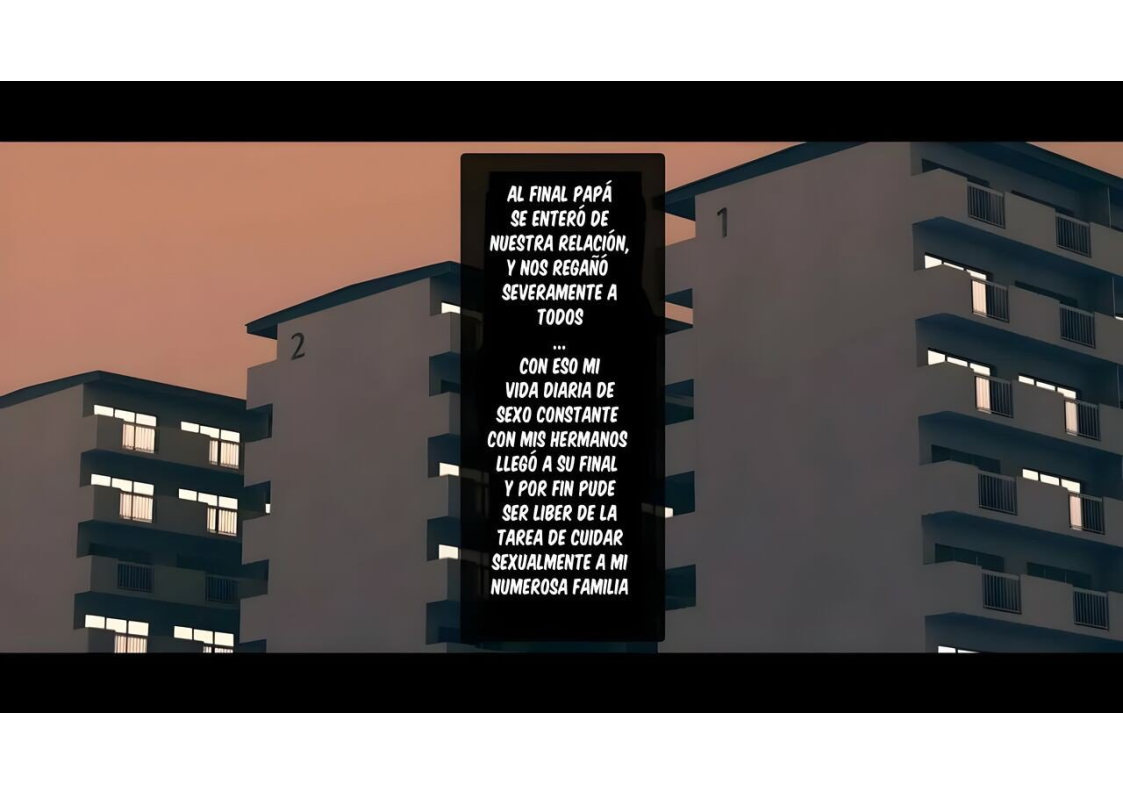 AL FINAL PAPÁ
SE ENTERÓ DE
NUESTRA RELACIÓN,
Y NOS REGAÑÓ
SEVERAMENTE A
TODOS
...
CON ESO MI
VIDA DIARIA DE
SEXO CONSTANTE
CON MIS HERMANOS
LLEGÓ A SU FINAL
Y POR FIN PUDE
SER LIBER DE LA
TAREA DE CUIDAR
SEXUALMENTE A MI
NUMEROSA FAMILIA
1
2